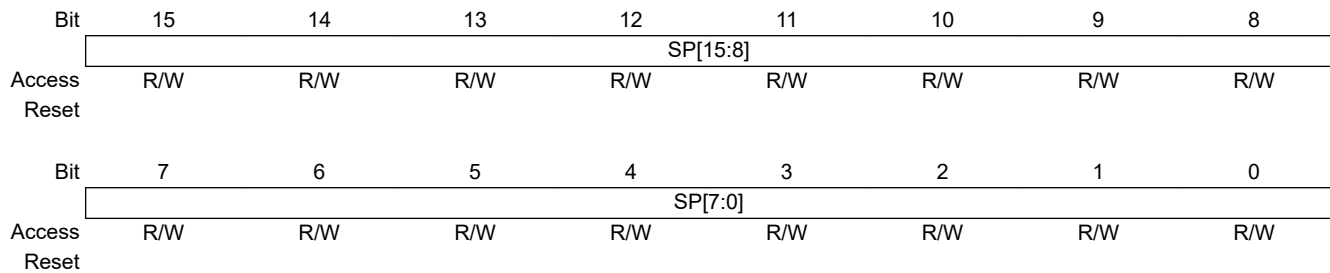 Bit 15 14 13 12 11 10 9 8
SP[15:8]
Access R/W R/W R/W R/W R/W R/W R/W R/W
Reset
Bit 7 6 5 4 3 2 1 0
SP[7:0]
Access R/W R/W R/W R/W R/W R/W R/W R/W
Reset